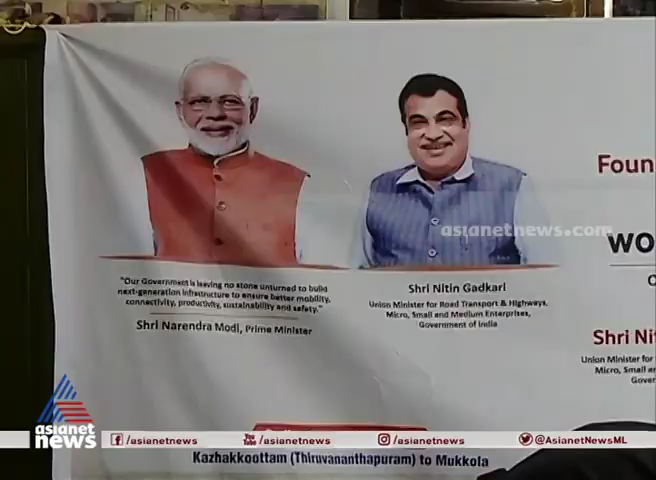 Foun
asianetnews.com
WO
"Our Government is leaving no stone unturned to build
next-generation infrastructure to ensure better mobility,
connectivity, productivity, sustainability and safety."
Shri Narendra Modi, Prime Minister
Shri Nitin Gadkari
Union Minister for Road Transport & Highways,
Micro, Small and Medium Enterprises,
Government of India
Shri Nit
Union Minister for
Micro, Small
Gover
asianet
news
/asianetnews
You Tube /asianetnews
/asianetnews
@AsianetNewsML
Kazhakkoottam (Thiruvananthapuram) to Mukkola